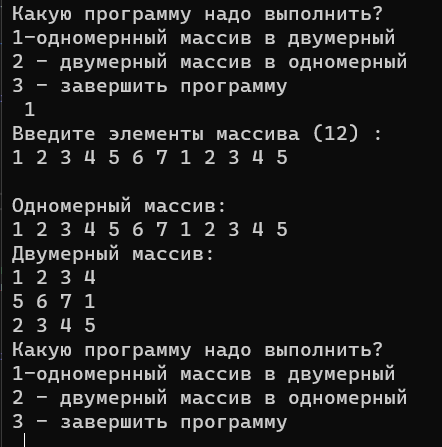 Какую программу надо выполнить?
1-одномернный массив в двумерный
2 - двумерный массив в одномерный
3 - завершить программу
1
Введите элементы массива (12) :
1 2 3 4 5 6 7 1 2 3 4 5
Одномерный массив:
1 2 3 4 5 6 7 1 2 3 4 5
Двумерный массив:
1 2 3 4
5 6 7 1
2 3 4 5
Какую программу надо выполнить?
1-одномернный массив в двумерный
2 - двумерный массив в одномерный
3 - завершить программу